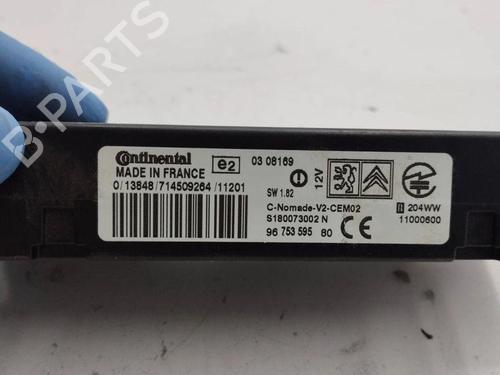 Continental
MADE IN FRANCE
e2
03 08169
0/13848/714509264/11201
SW 1.82
12V
C-Nomade-V2-CEM02
S180073002 N
96 753 595 80
CE
R 204WW
11000600
B-PARTS